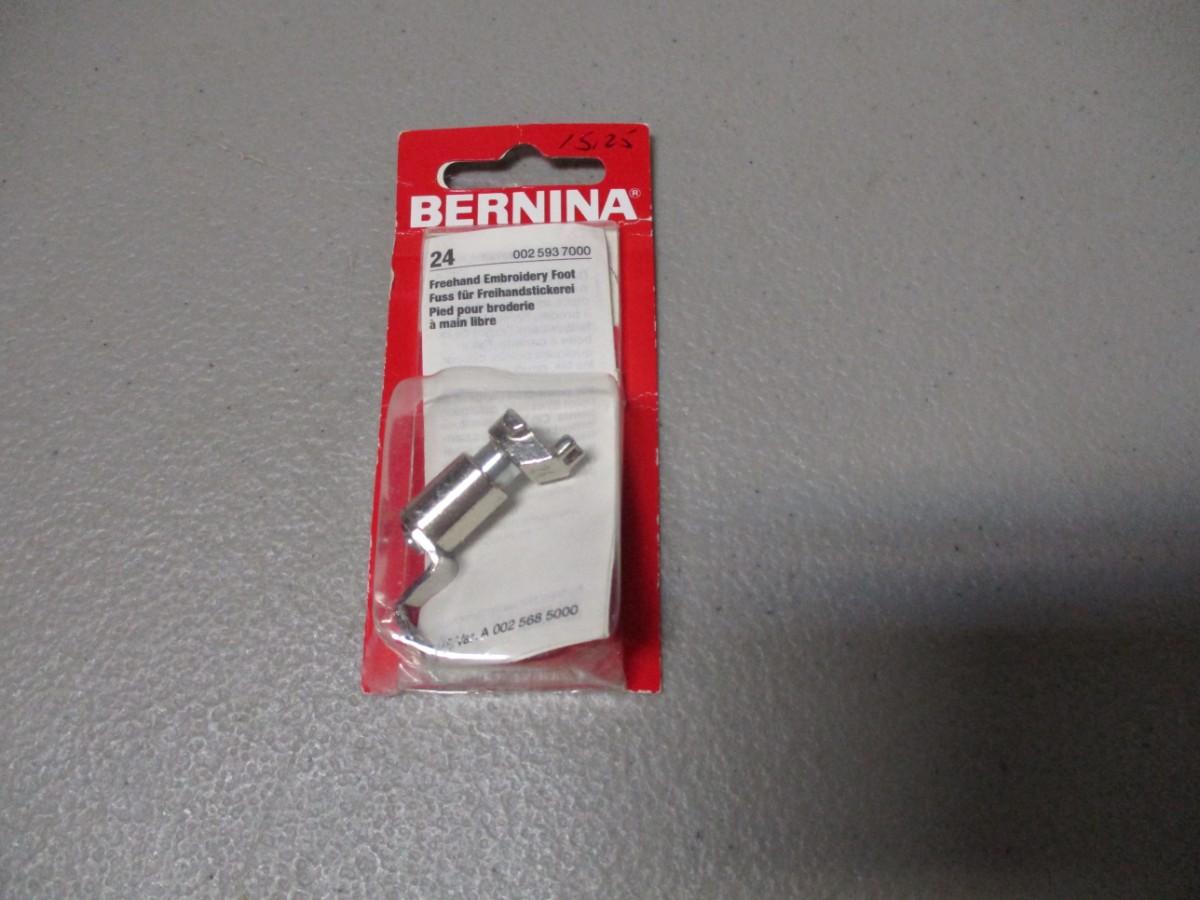 15.25
BERNINA®
24 002 593 7000
Freehand Embroidery Foot
Fuss für Freihandstickerei
Pied pour broderie
à main libre
Var. A 002 568 5000